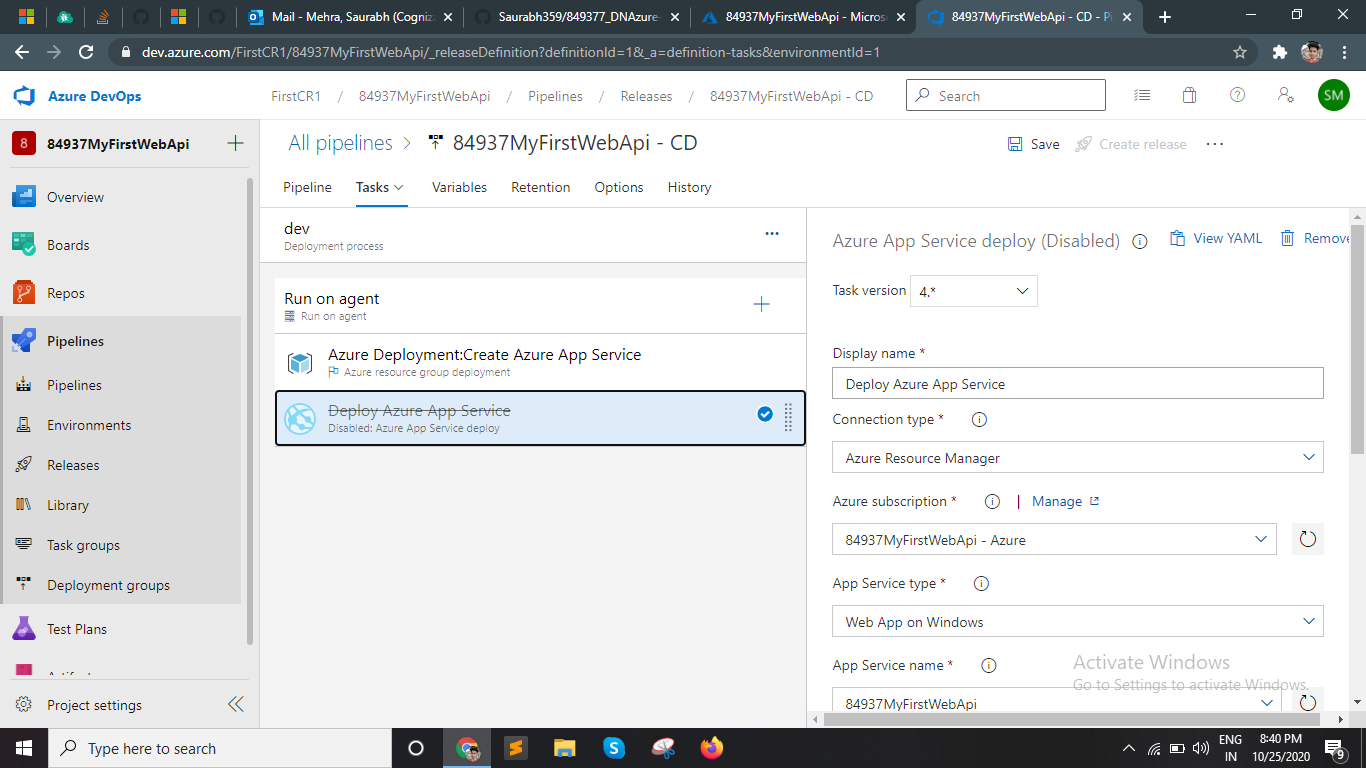 Mail - Mehra, Saurabh (Cogniz
Saurabh359/849377_DNAzure-
84937MyFirstWebApi - Micros
84937MyFirstWebApi - CD - Pi
dev.azure.com/FirstCR1/84937MyFirstWebApi/_releaseDefinition?definitionId=1&_a=definition-tasks&environmentId=1
Azure DevOps
FirstCR1 / 84937MyFirstWebApi / Pipelines / Releases / 84937MyFirstWebApi - CD
Search
SM
8 84937MyFirstWebApi
Overview
Boards
Repos
Pipelines
Pipelines
Environments
Releases
Library
Task groups
Deployment groups
Test Plans
Artifacts
Project settings
All pipelines > 84937MyFirstWebApi - CD
Save
Create release
Pipeline Tasks Variables Retention Options History
dev
Deployment process
Run on agent
Run on agent
Azure Deployment:Create Azure App Service
Azure resource group deployment
Deploy Azure App Service
Disabled: Azure App Service deploy
Azure App Service deploy (Disabled)
View YAML
Remove
Task version 4.*
Display name *
Deploy Azure App Service
Connection type *
Azure Resource Manager
Azure subscription * | Manage
84937MyFirstWebApi - Azure
App Service type *
Web App on Windows
App Service name *
84937MyFirstWebApi
Activate Windows
Go to Settings to activate Windows.
Type here to search
ENG
IN
8:40 PM
10/25/2020
9